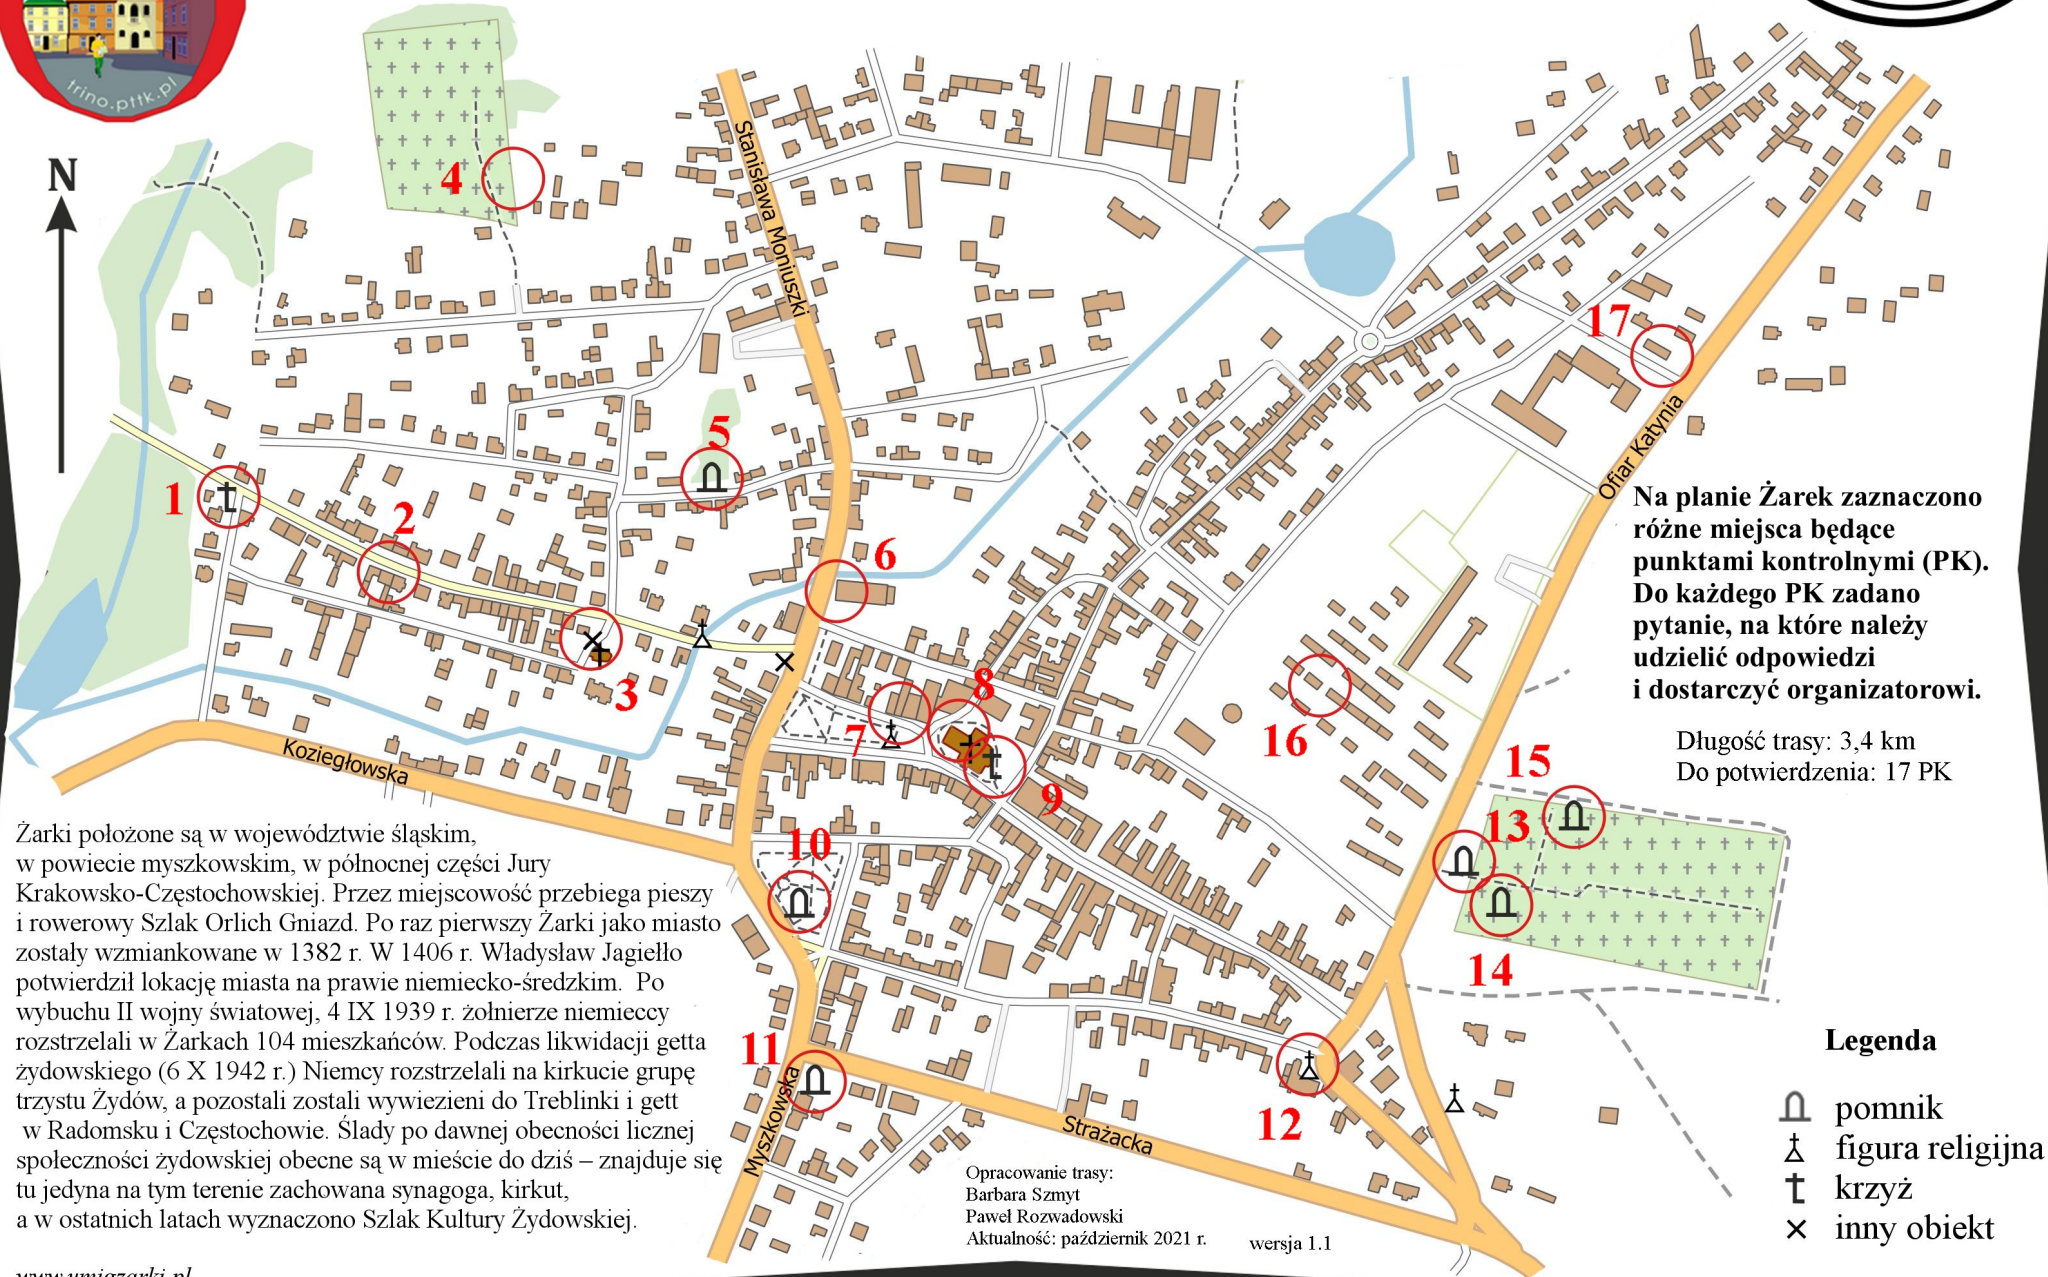 trino.pttk.pl
N
4
Stanisława Moniuszki
17
5
Ofiar Katynia
1
2
6
Na planie Żarek zaznaczono
różne miejsca będące
punktami kontrolnymi (PK).
Do każdego PK zadano
pytanie, na które należy
udzielić odpowiedzi
i dostarczyć organizatorowi.
3
8
7
16
Koziegłowska
Długość trasy: 3,4 km
Do potwierdzenia: 17 PK
15
9
13
10
14
Żarki położone są w województwie śląskim,
w powiecie myszkowskim, w północnej części Jury
Krakowsko-Częstochowskiej. Przez miejscowość przebiega pieszy
i rowerowy Szlak Orlich Gniazd. Po raz pierwszy Żarki jako miasto
zostały wzmiankowane w 1382 r. W 1406 r. Władysław Jagiełło
potwierdził lokację miasta na prawie niemiecko-średzkim. Po
wybuchu II wojny światowej, 4 IX 1939 r. żołnierze niemieccy
rozstrzelali w Żarkach 104 mieszkańców. Podczas likwidacji getta
żydowskiego (6 X 1942 r.) Niemcy rozstrzelali na kirkucie grupę
trzystu Żydów, a pozostali zostali wywiezieni do Treblinki i gett
w Radomsku i Częstochowie. Ślady po dawnej obecności licznej
społeczności żydowskiej obecne są w mieście do dziś – znajduje się
tu jedyna na tym terenie zachowana synagoga, kirkut,
a w ostatnich latach wyznaczono Szlak Kultury Żydowskiej.
www.umigzarki.pl
11
Myszkowska
12
Strażacka
Opracowanie trasy:
Barbara Szmyt
Paweł Rozwadowski
Aktualność: październik 2021 r.
wersja 1.1
Legenda
pomnik
figura religijna
krzyż
inny obiekt